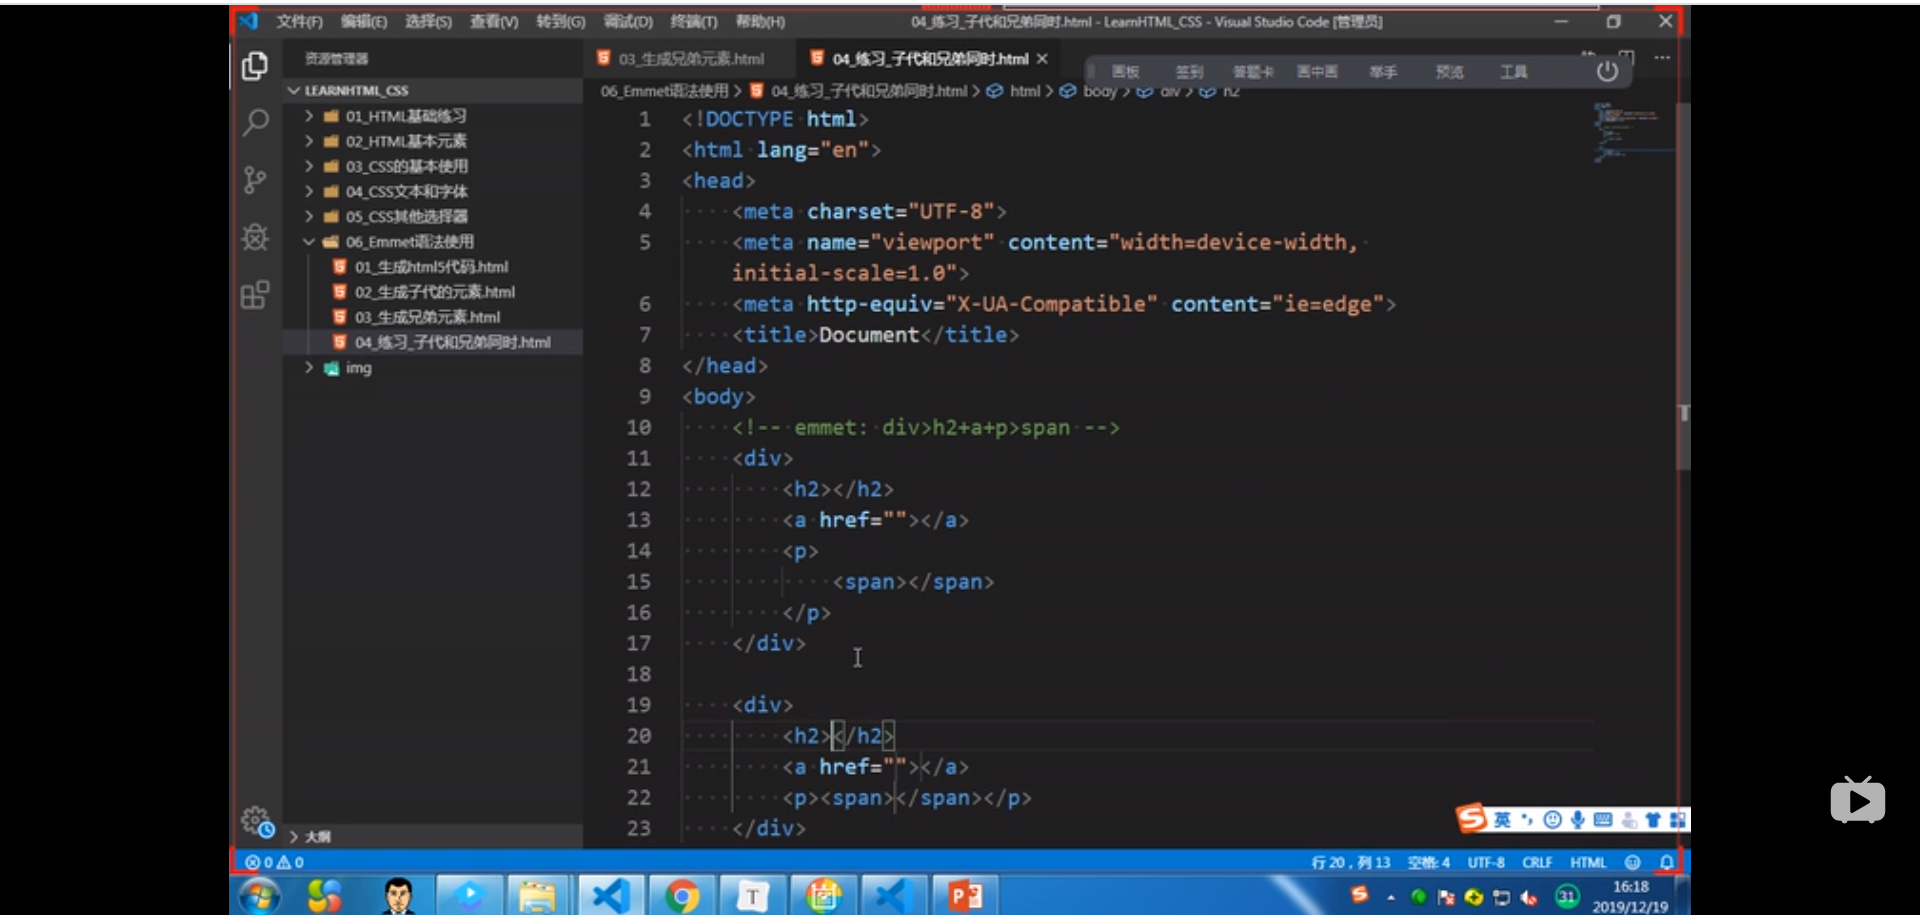 文件(F) 编辑(E) 选择(S) 查看(V) 转到(G) 调试(D) 终端(T) 帮助(H)
04_练习_子代和兄弟同时.html - LearnHTML_CSS - Visual Studio Code [管理员]
资源管理器
03_生成兄弟元素.html
04_练习_子代和兄弟同时.html
画板 签到 答题卡 画中画 举手 预览 工具
LEARNHTML_CSS
06_Emmet语法使用 > 04_练习_子代和兄弟同时.html > html > body > div > h2
01_HTML基础练习
02_HTML基本元素
03_CSS的基本使用
04_CSS文本和字体
05_CSS其他选择器
06_Emmet语法使用
01_生成html5代码.html
02_生成子代的元素.html
03_生成兄弟元素.html
04_练习_子代和兄弟同时.html
img
大纲
1 <!DOCTYPE html>
2 <html lang="en">
3 <head>
4 <meta charset="UTF-8">
5 <meta name="viewport" content="width=device-width,
initial-scale=1.0">
6 <meta http-equiv="X-UA-Compatible" content="ie=edge">
7 <title>Document</title>
8 </head>
9 <body>
10 <!-- emmet: div>h2+a+p>span -->
11 <div>
12 <h2></h2>
13 <a href=""></a>
14 <p>
15 <span></span>
16 </p>
17 </div>
18
19 <div>
20 <h2></h2>
21 <a href=""></a>
22 <p><span></span></p>
23 </div>
英
0 0
行 20，列 13 空格: 4 UTF-8 CRLF HTML
31
16:18
2019/12/19